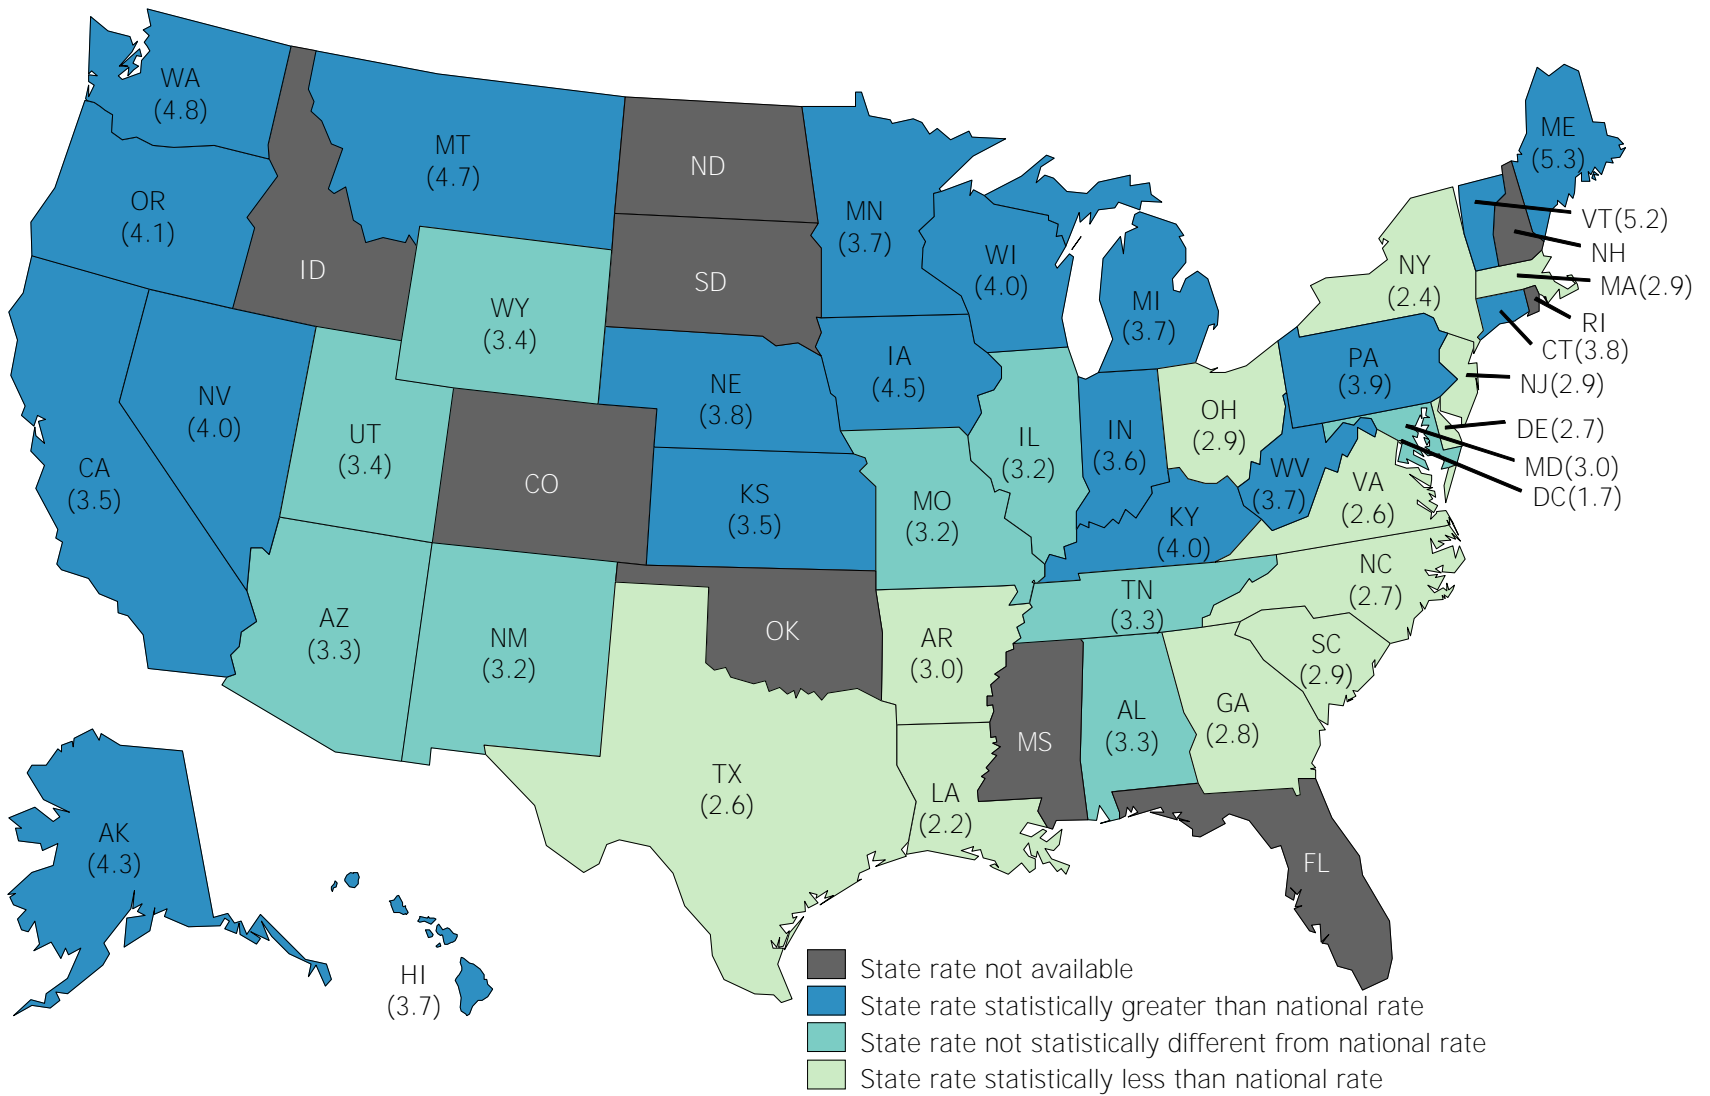 WA
(4.8)
MT
(4.7)
ND
ME
(5.3)
OR
(4.1)
ID
MN
(3.7)
VT(5.2)
NH
WI
(4.0)
SD
WY
(3.4)
NY
(2.4)
MA(2.9)
MI
(3.7)
RI
CT(3.8)
IA
(4.5)
PA
(3.9)
NJ(2.9)
NE
(3.8)
NV
(4.0)
UT
(3.4)
OH
(2.9)
DE(2.7)
IL
(3.2)
IN
(3.6)
MD(3.0)
DC(1.7)
CA
(3.5)
CO
KS
(3.5)
MO
(3.2)
WV
(3.7)
VA
(2.6)
KY
(4.0)
NC
(2.7)
TN
(3.3)
AZ
(3.3)
NM
(3.2)
OK
AR
(3.0)
SC
(2.9)
MS
AL
(3.3)
GA
(2.8)
TX
(2.6)
LA
(2.2)
AK
(4.3)
FL
HI
(3.7)
State rate not available
State rate statistically greater than national rate
State rate not statistically different from national rate
State rate statistically less than national rate